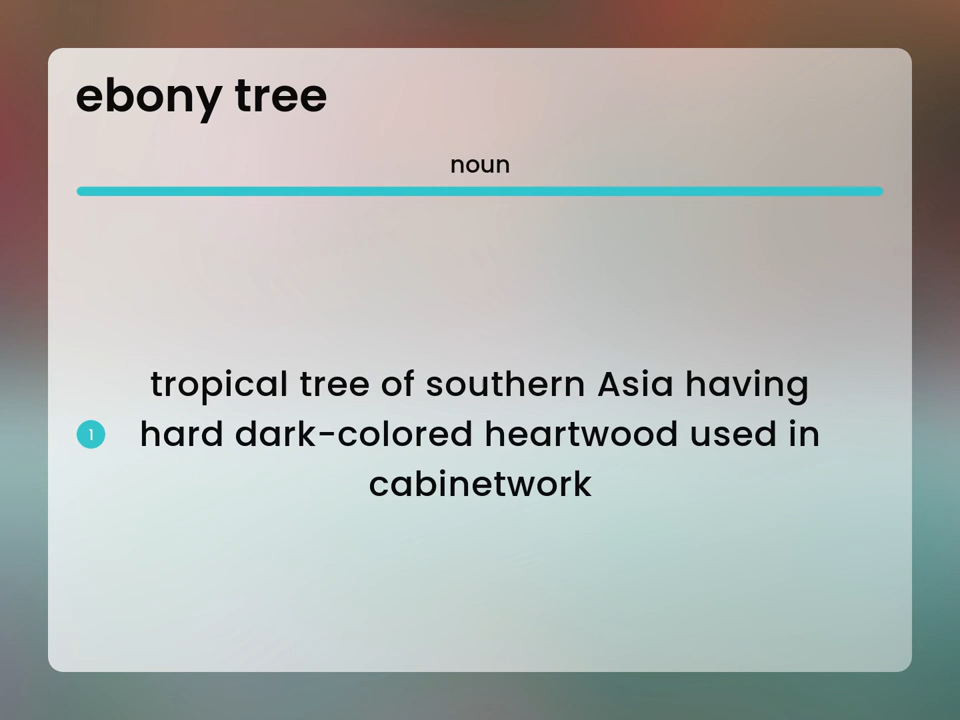 ebony tree
noun
tropical tree of southern Asia having
1 hard dark-colored heartwood used in
cabinetwork